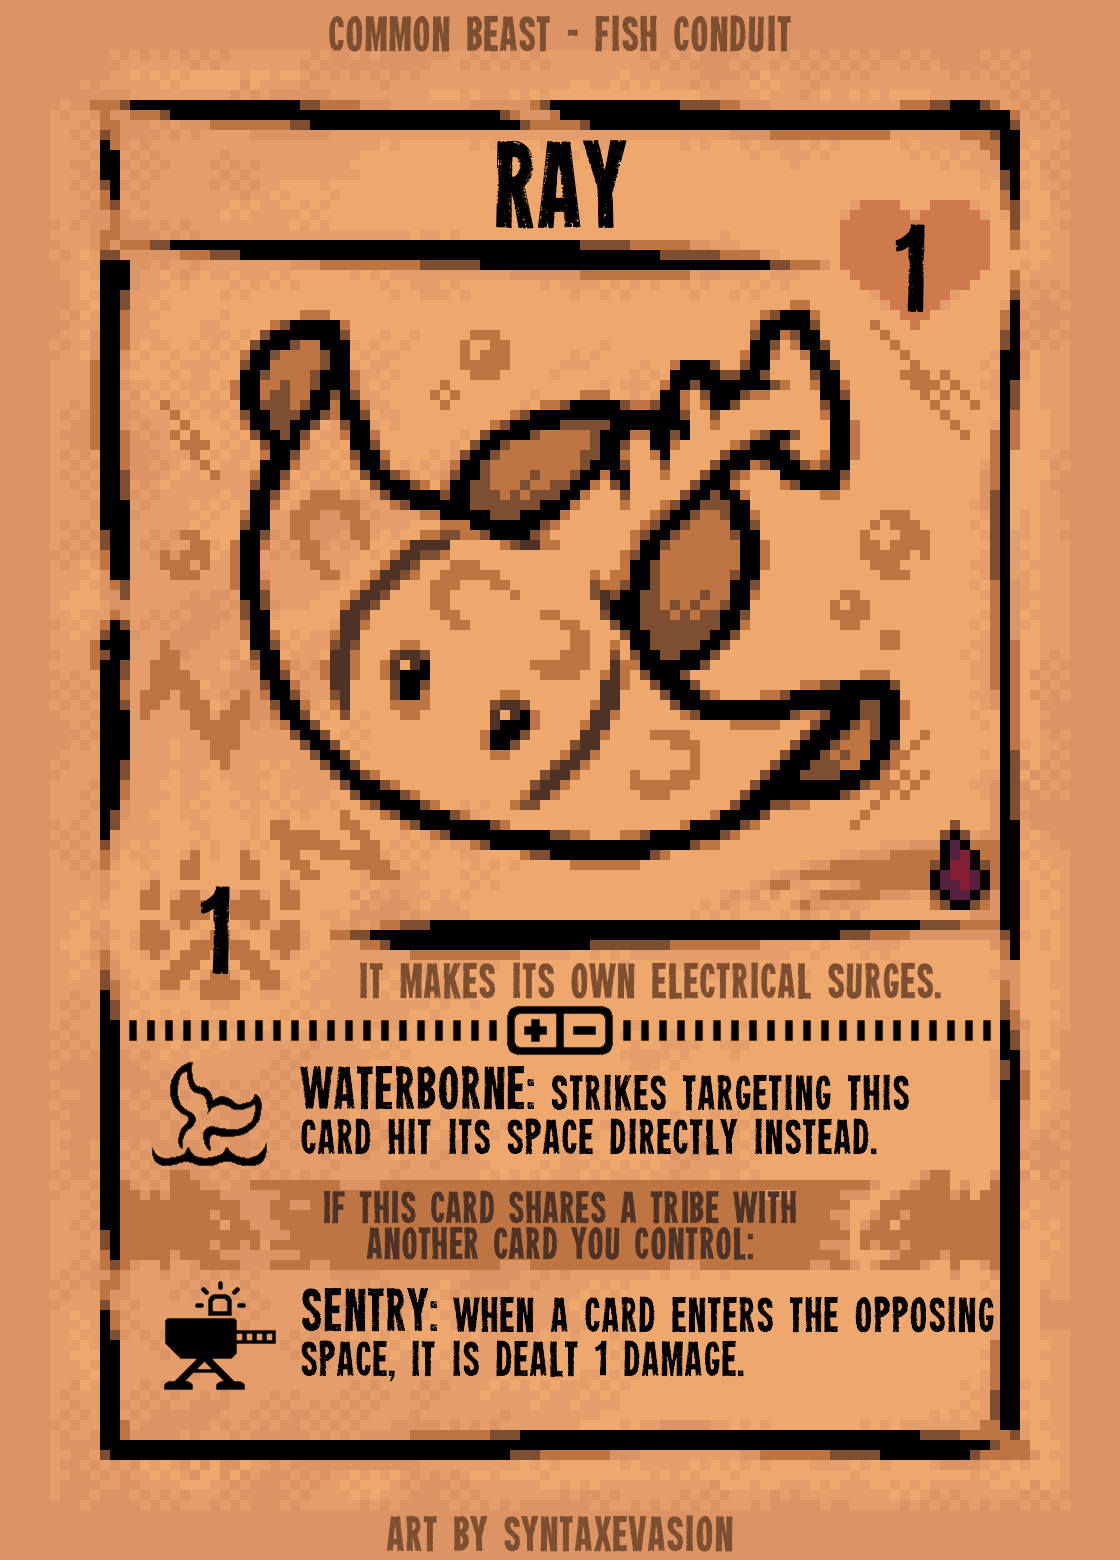 COMMON BEAST - FISH CONDUIT
RAY
1
1
IT MAKES ITS OWN ELECTRICAL SURGES.
WATERBORNE: STRIKES TARGETING THIS
CARD HIT ITS SPACE DIRECTLY INSTEAD.
IF THIS CARD SHARES A TRIBE WITH
ANOTHER CARD YOU CONTROL:
SENTRY: WHEN A CARD ENTERS THE OPPOSING
SPACE, IT IS DEALT 1 DAMAGE.
ART BY SYNTAXEVASION